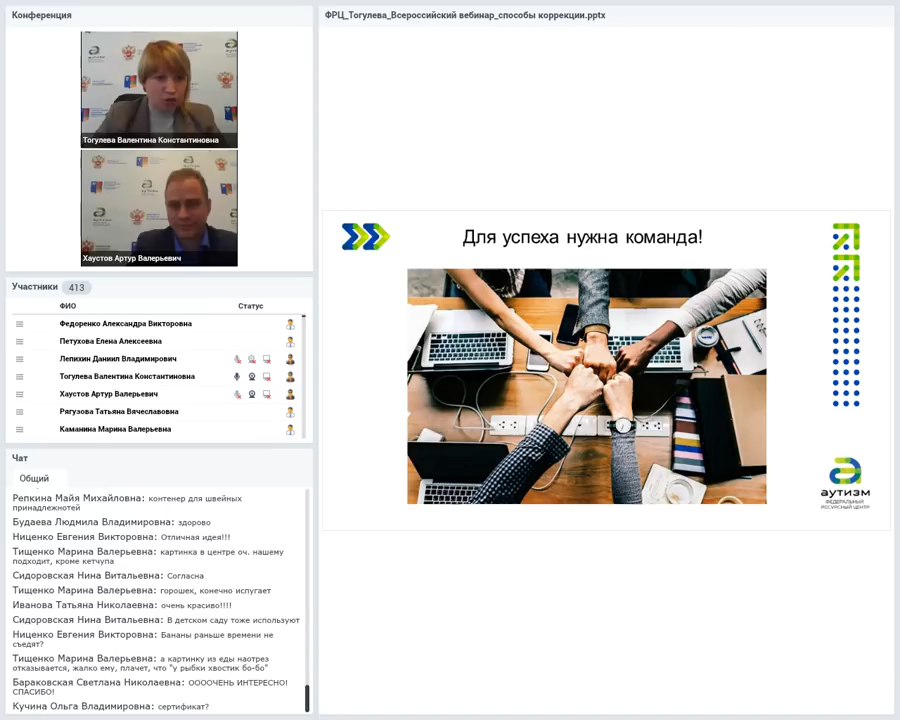 Конференция
Тогулева Валентина Константиновна
Хаустов Артур Валерьевич
Участники 413
ФИО Статус
Федоренко Александра Викторовна
Петухова Елена Алексеевна
Лепихин Даниил Владимирович
Тогулева Валентина Константиновна
Хаустов Артур Валерьевич
Рягузова Татьяна Вячеславовна
Каманина Марина Валерьевна
Чат
Общий
Репкина Майя Михайловна: контенер для швейных
принадлежнотей
Будаева Людмила Владимировна: здорово
Ниценко Евгения Викторовна: Отличная идея!!!
Тищенко Марина Валерьевна: картинка в центре оч. нашему
подходит, кроме кетчупа
Сидоровская Нина Витальевна: Согласна
Тищенко Марина Валерьевна: горошек, конечно испугает
Иванова Татьяна Николаевна: очень красиво!!!!
Сидоровская Нина Витальевна: В детском саду тоже используют
Ниценко Евгения Викторовна: Бананы раньше времени не
съедят?
Тищенко Марина Валерьевна: а картинку из еды наотрез
отказывается, жалко ему, плачет, что "у рыбки хвостик бо-бо"
Бараковская Светлана Николаевна: ОООOЧЕНЬ ИНТЕРЕСНО!
СПАСИБО!
Кучина Ольга Владимировна: сертификат?
ФРЦ_Тогулева_Всероссийский вебинар_способы коррекции.pptx
Для успеха нужна команда!
аутизм
ФЕДЕРАЛЬНЫЙ
РЕСУРСНЫЙ ЦЕНТР